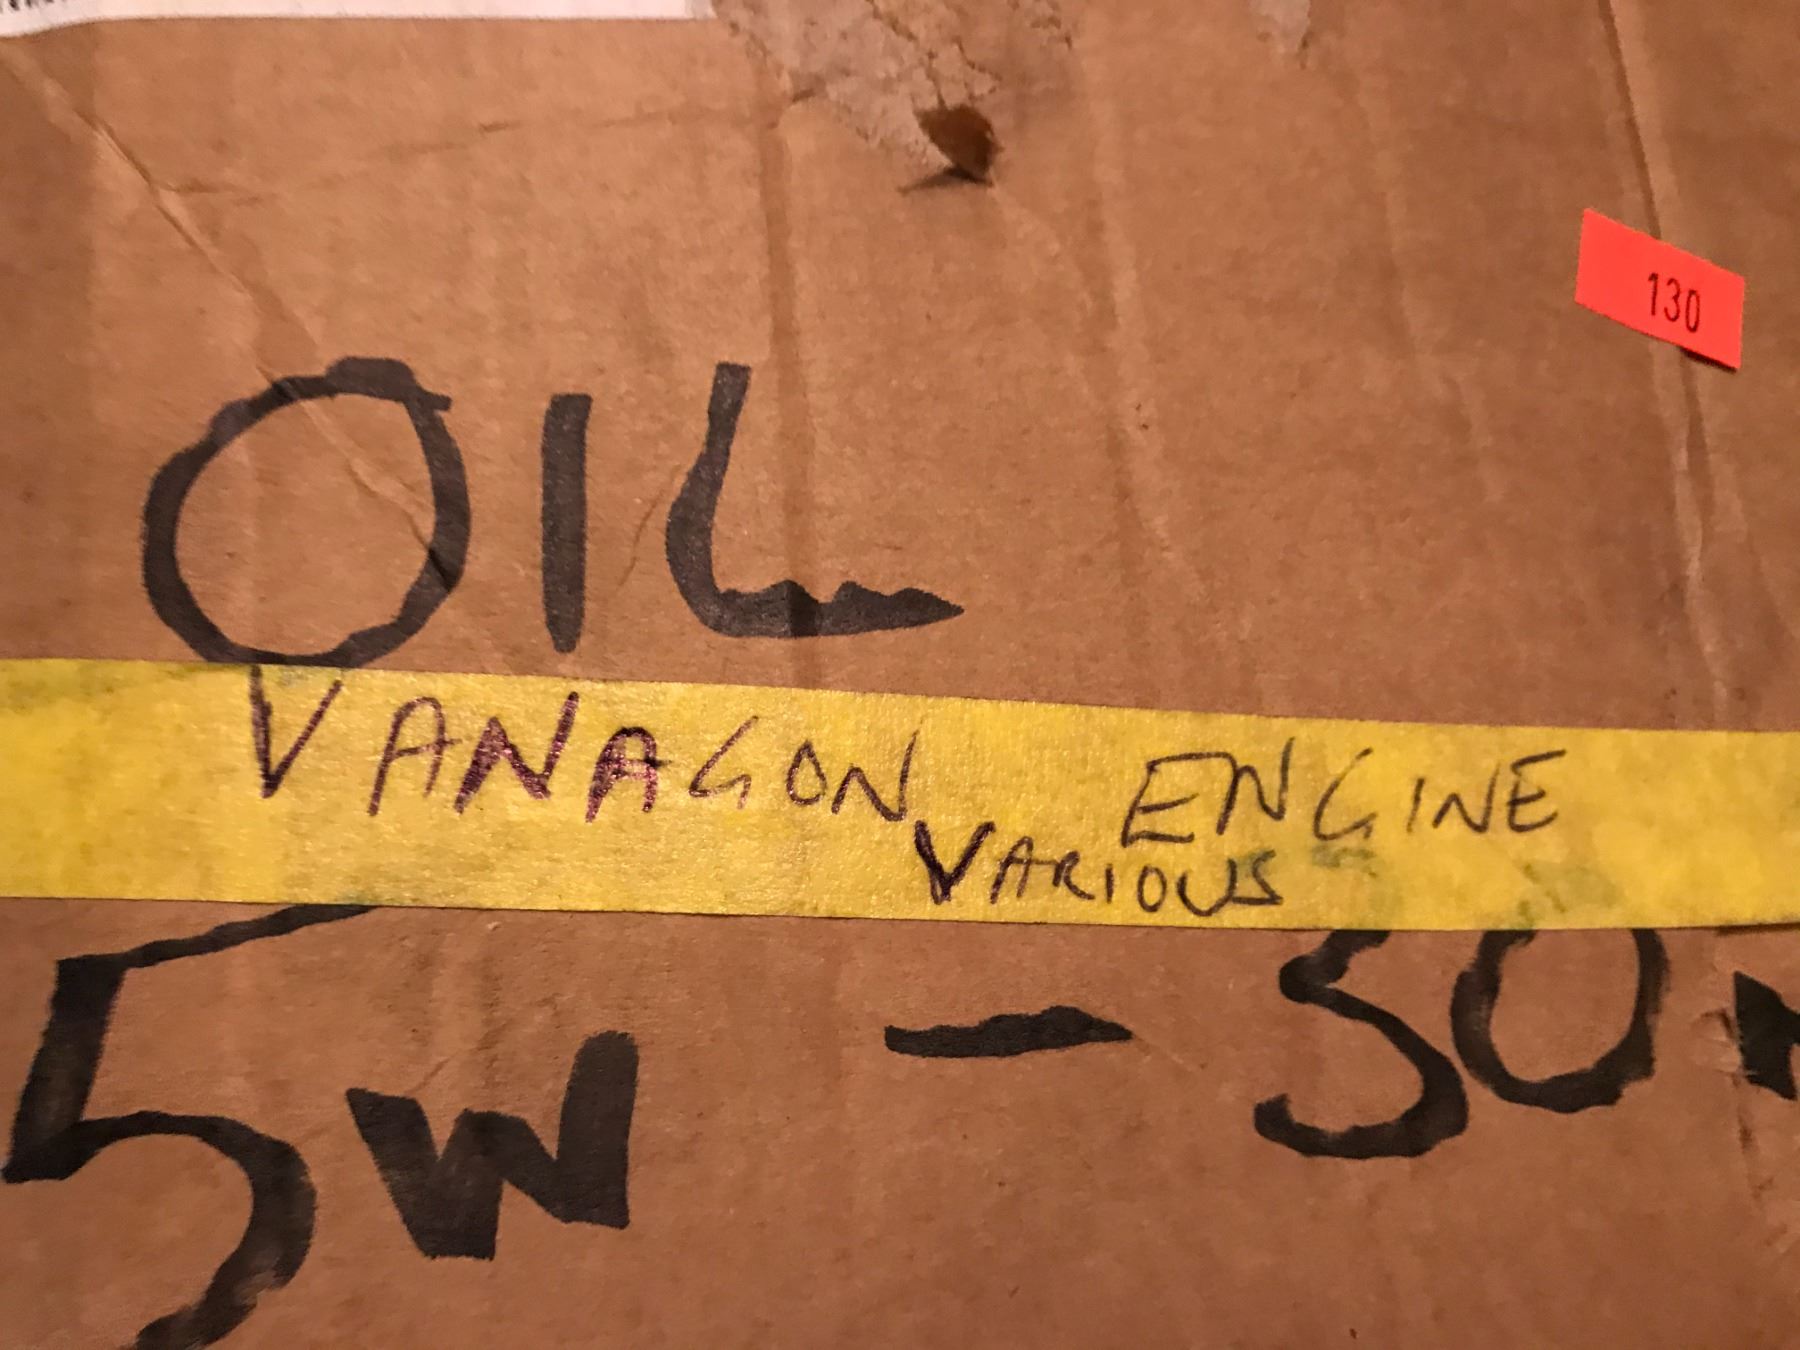 130
OIL
VANAGON ENGINE
VARIOUS
5W - 30